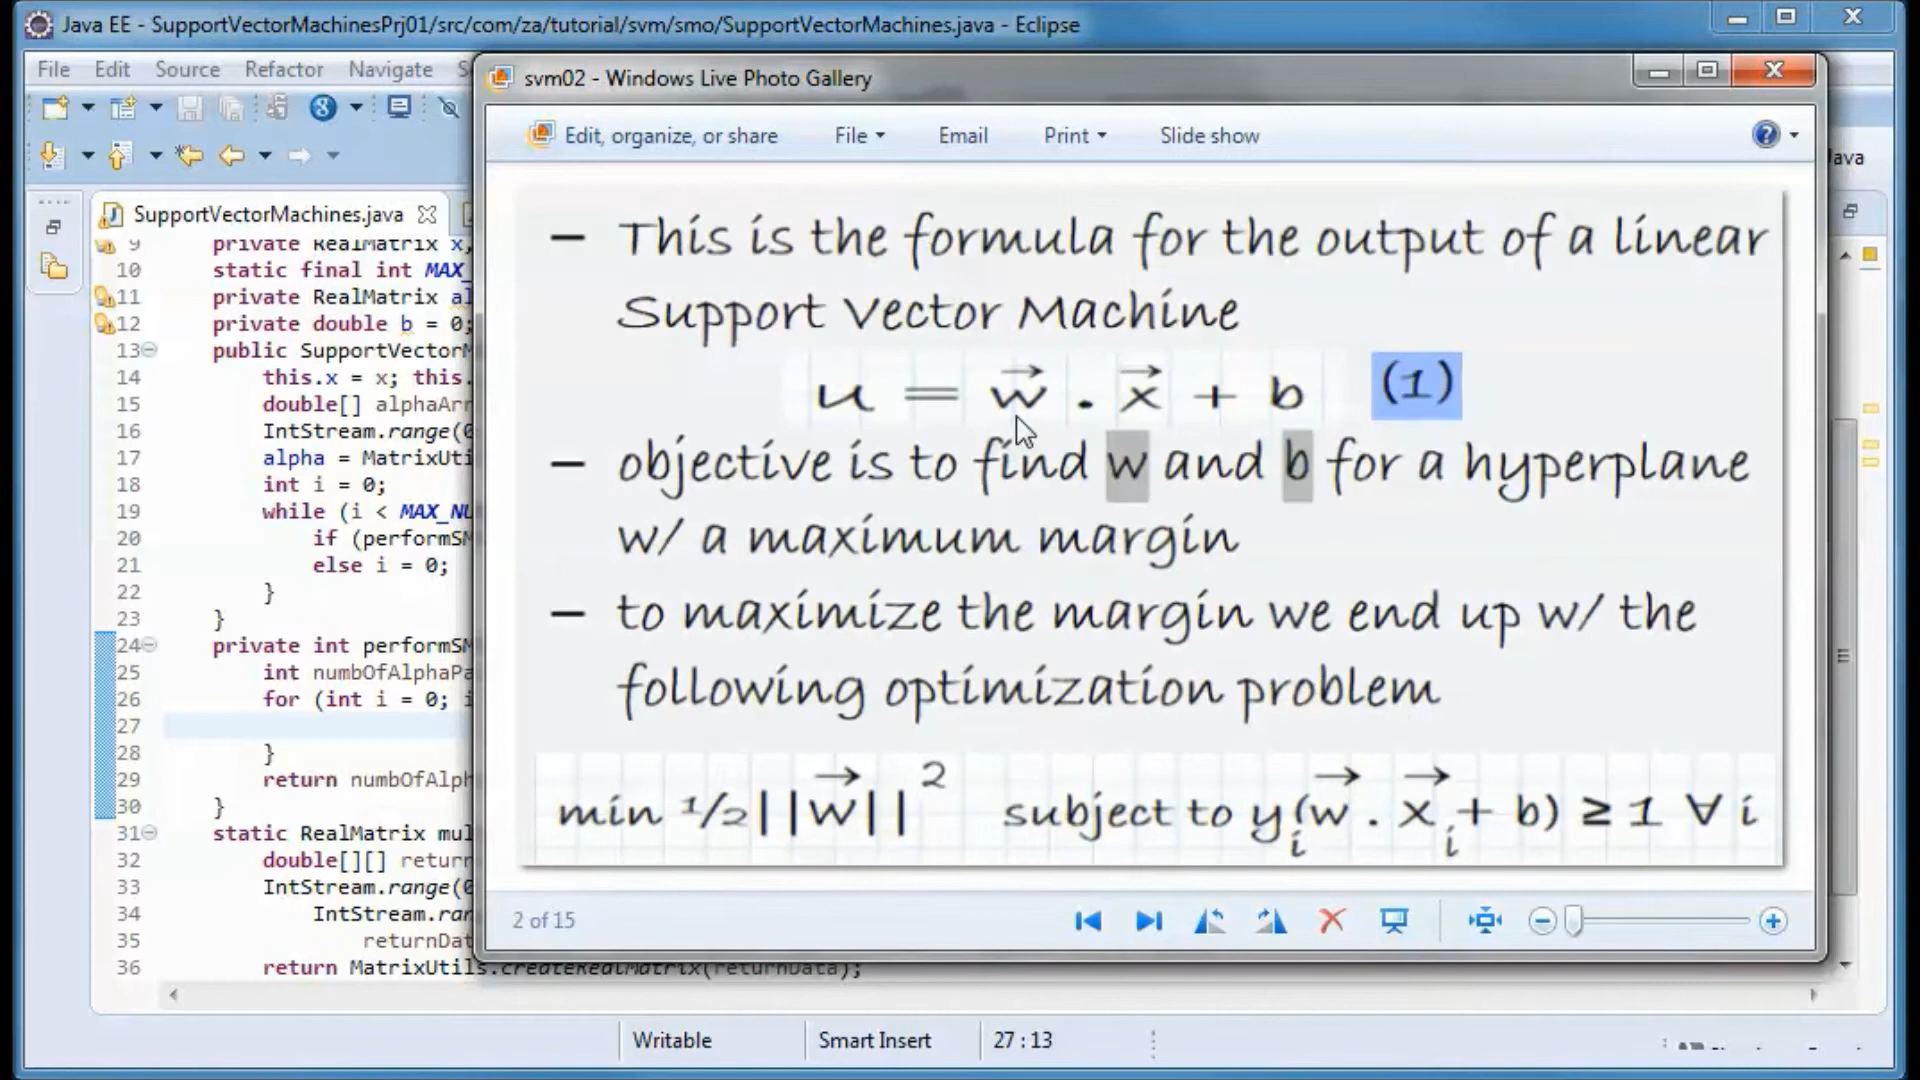 Java EE - SupportVectorMachinesPrj01/src/com/za/tutorial/svm/smo/SupportVectorMachines.java - Eclipse
File Edit Source Refactor Navigate
svm02 - Windows Live Photo Gallery
Edit, organize, or share File Email Print Slide show
Java
SupportVectorMachines.java
9 private RealMatrix x,
10 static final int MAX_
11 private RealMatrix al
12 private double b = 0;
13 public SupportVectorM
14 this.x = x; this.
15 double[] alphaArr
16 IntStream.range(0
17 alpha = MatrixUti
18 int i = 0;
19 while (i < MAX_NU
20 if (performSM
21 else i = 0;
22 }
23 }
24 private int performSM
25 int numbOfAlphaPa
26 for (int i = 0; i
27
28 }
29 return numbOfAlph
30 }
31 static RealMatrix mul
32 double[][] return
33 IntStream.range(0
34 IntStream.ran
35 returnDat
36 return MatrixUtils.createRealMatrix(returnData);
– This is the formula for the output of a linear
Support Vector Machine
u = w⃗ . x⃗ + b (1)
– objective is to find w and b for a hyperplane
w/ a maximum margin
– to maximize the margin we end up w/ the
following optimization problem
min 1/2||w⃗||² subject to yᵢ(w⃗ . x⃗ᵢ + b) ≥ 1 ∀ i
2 of 15
Writable Smart Insert 27 : 13